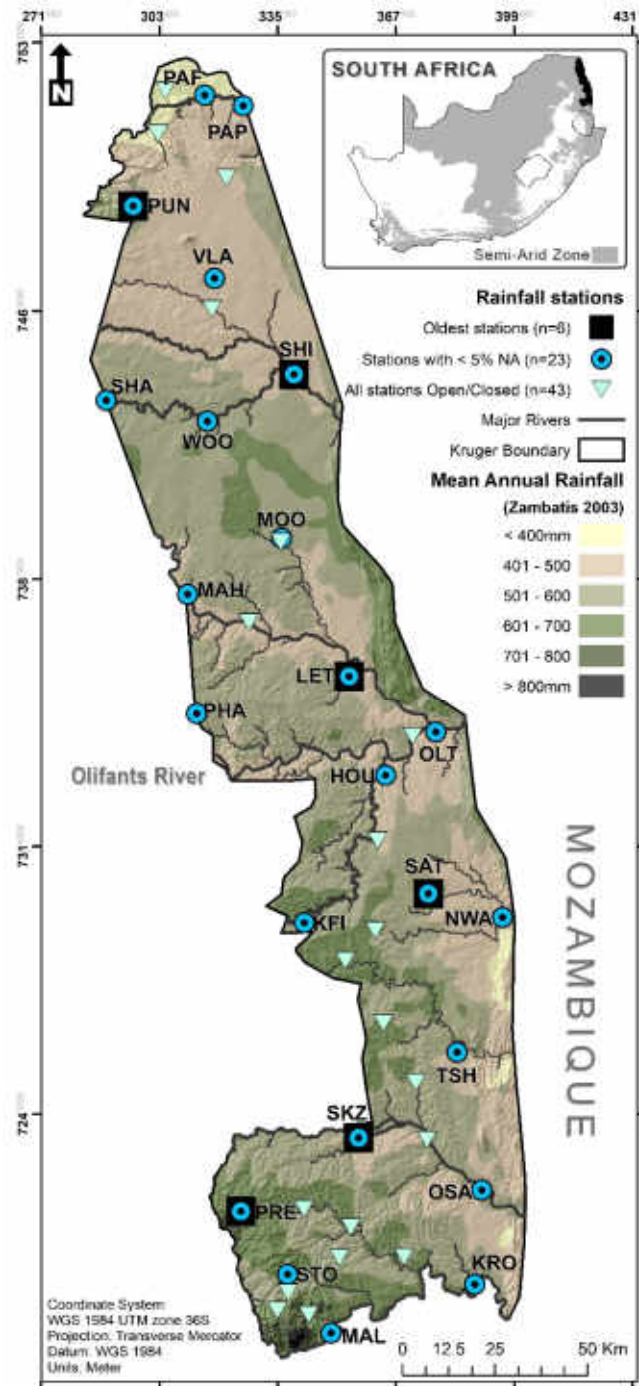 271 303 335 367 399 431
753
N
PAF
PAP
SOUTH AFRICA
Semi-Arid Zone
PUN
VLA
746
Rainfall stations
Oldest stations (n=6)
SHI
Stations with < 5% NA (n=23)
SHA
All stations Open/Closed (n=43)
WOO
Major Rivers
Kruger Boundary
Mean Annual Rainfall
(Zambatis 2003)
MOO
< 400mm
401 - 500
738
MAH
501 - 600
601 - 700
701 - 800
LET
> 800mm
PHA
OLT
Olifants River
HOU
731
MOZAMBIQUE
SAT
NWA
KFI
TSH
724
SKZ
OSA
PRE
KRO
STO
Coordinate System:
WGS 1984 UTM zone 36S
Projection: Transverse Mercator
Datum: WGS 1984
Units: Meter
MAL
0 12.5 25 50 Km